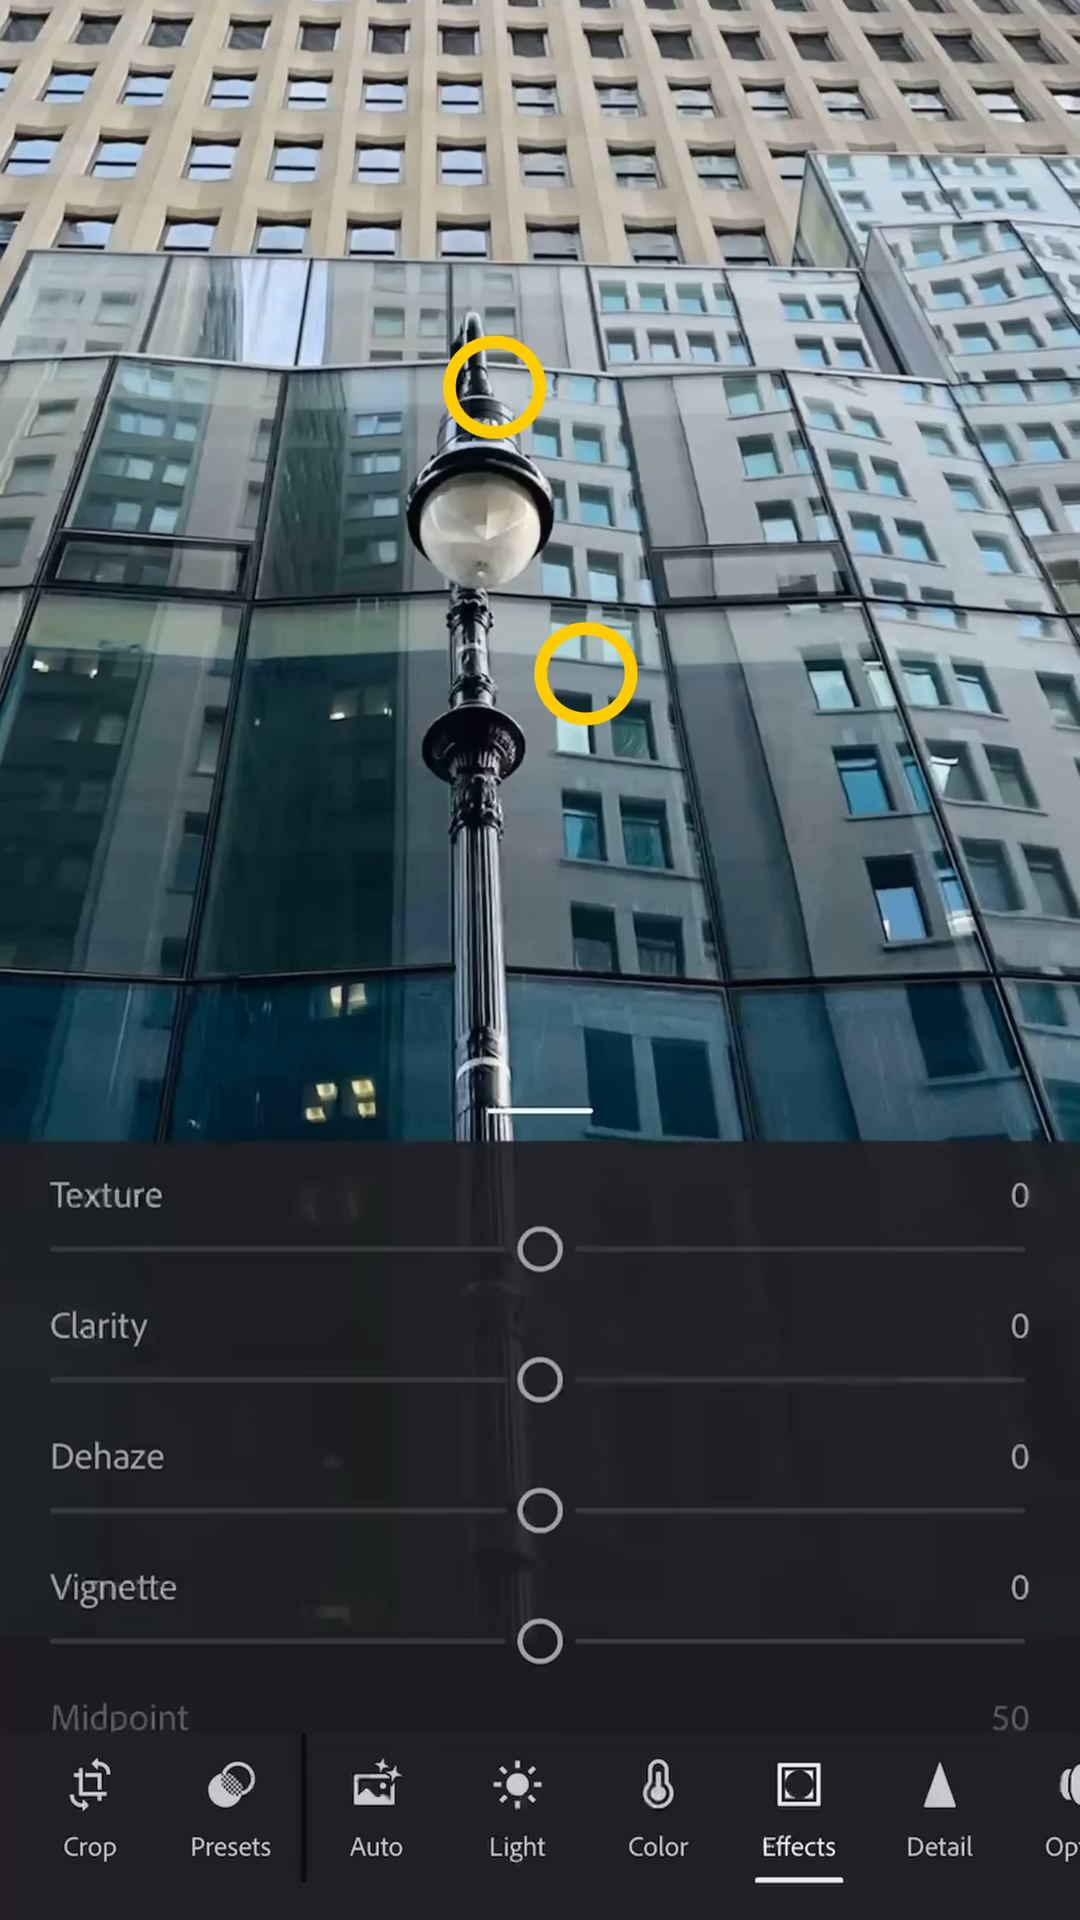 Texture 0
Clarity 0
Dehaze 0
Vignette 0
Midpoint 50
Crop Presets Auto Light Color Effects Detail